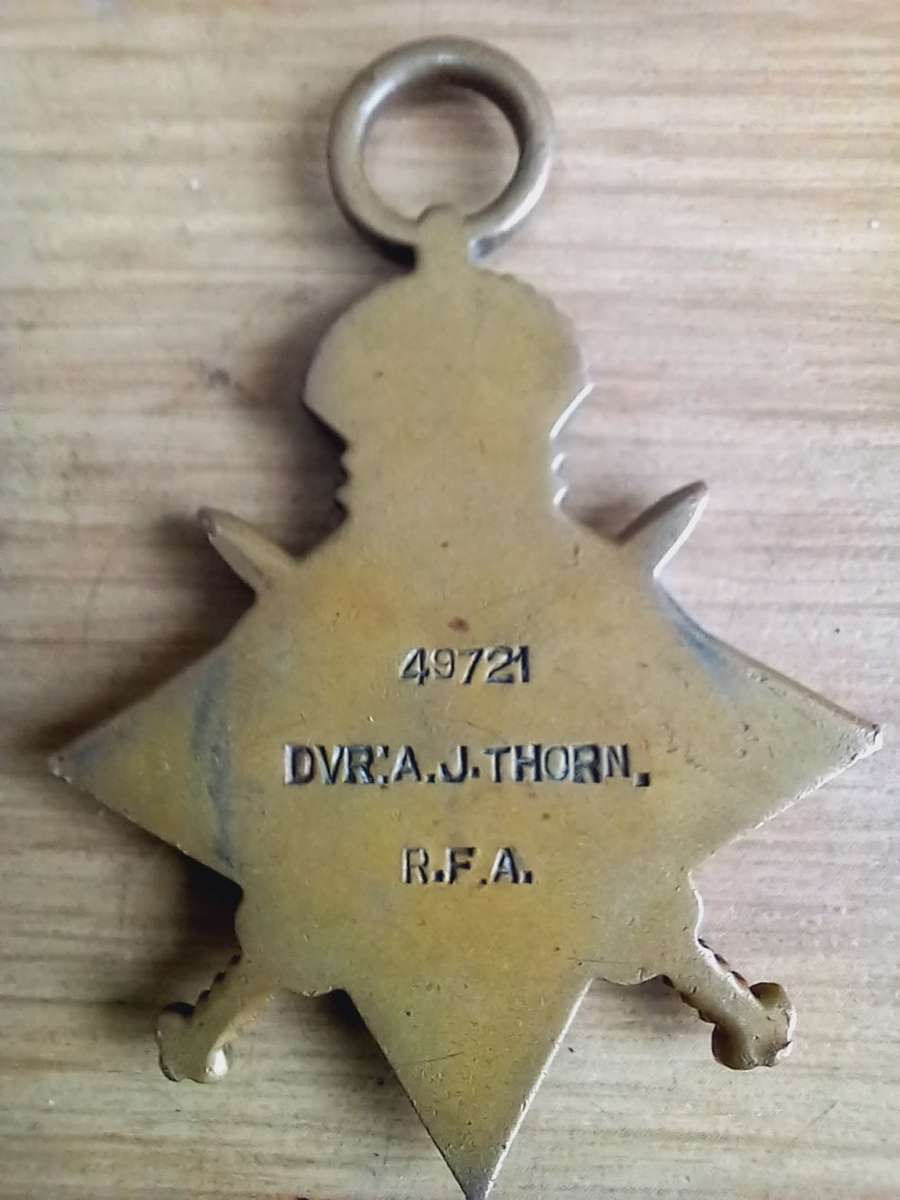 49721
DVR: A. J. THORN.
R.F.A.